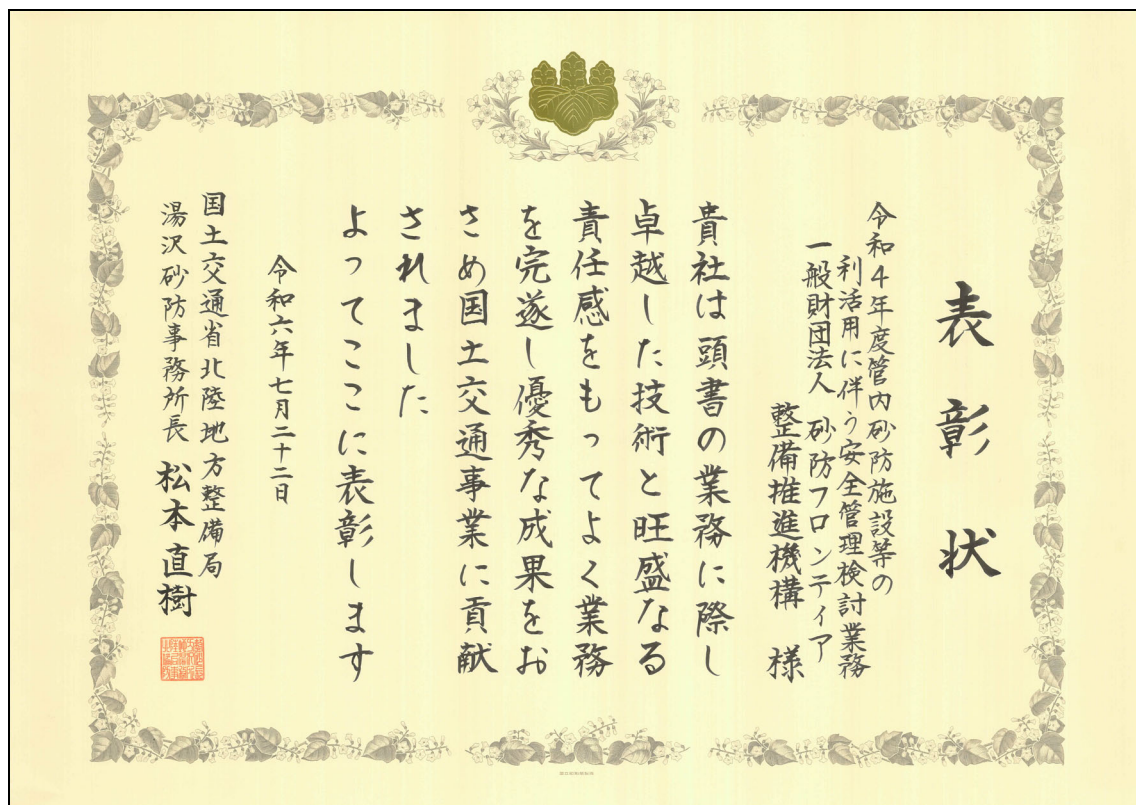 表彰状
令和4年度管内砂防施設等の
利活用に伴う安全管理検討業務
一般財団法人 砂防フロンティア
整備推進機構 様
貴社は頭書の業務に際し
卓越した技術と旺盛なる
責任感をもってよく業務
を完遂し優秀な成果をお
さめ国土交通事業に貢献
されました
よってここに表彰します
令和六年七月二十二日
国土交通省北陸地方整備局
湯沢砂防事務所長 松本直樹